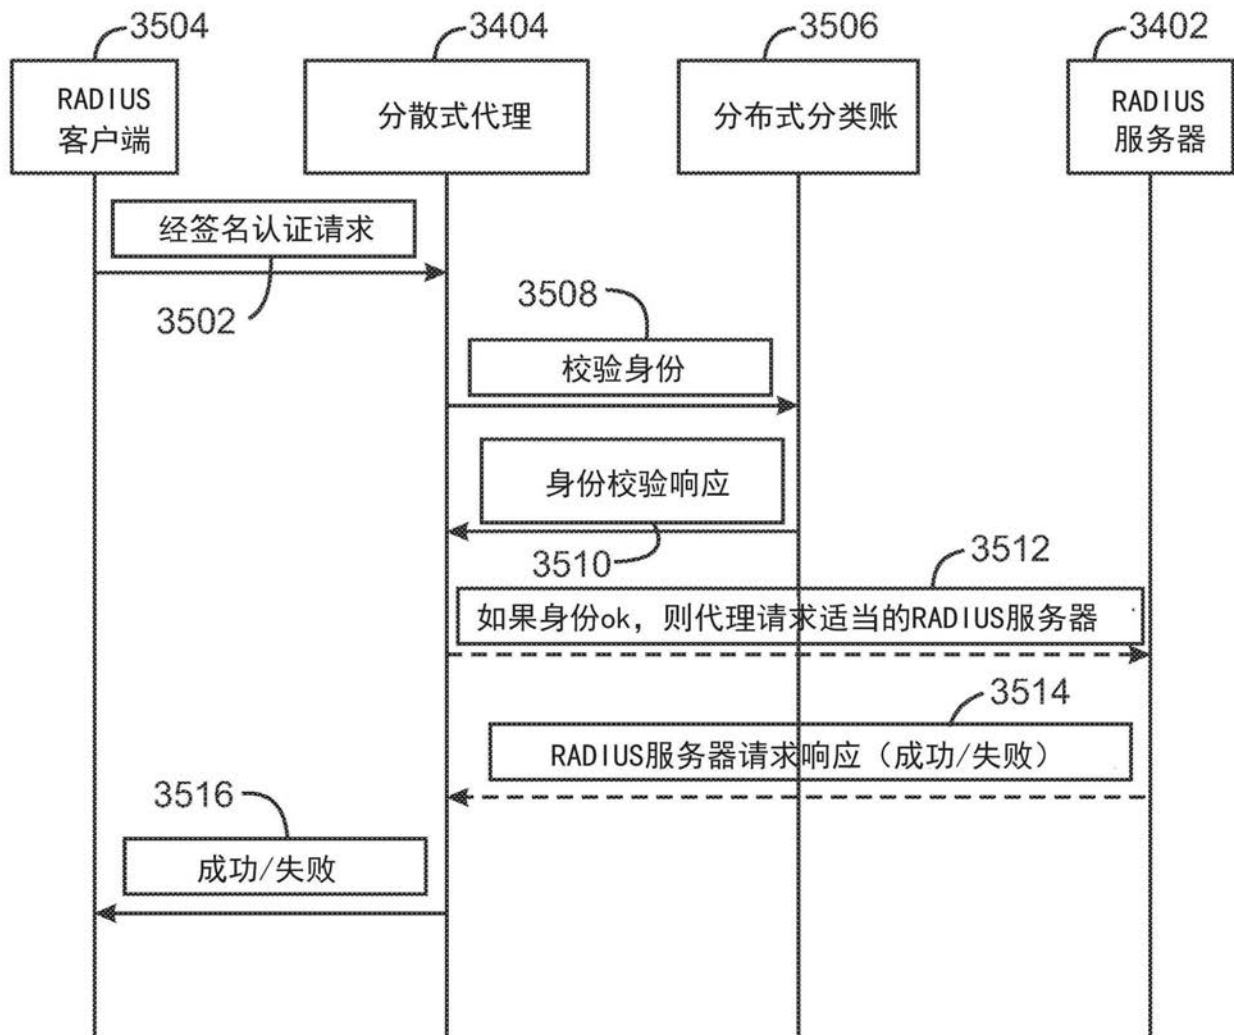 3504
3404
3506
3402
RADIUS
客户端
分散式代理
分布式分类账
RADIUS
服务器
经签名认证请求
3502
3508
校验身份
身份校验响应
3510
3512
如果身份ok，则代理请求适当的RADIUS服务器
3514
RADIUS服务器请求响应（成功/失败）
3516
成功/失败